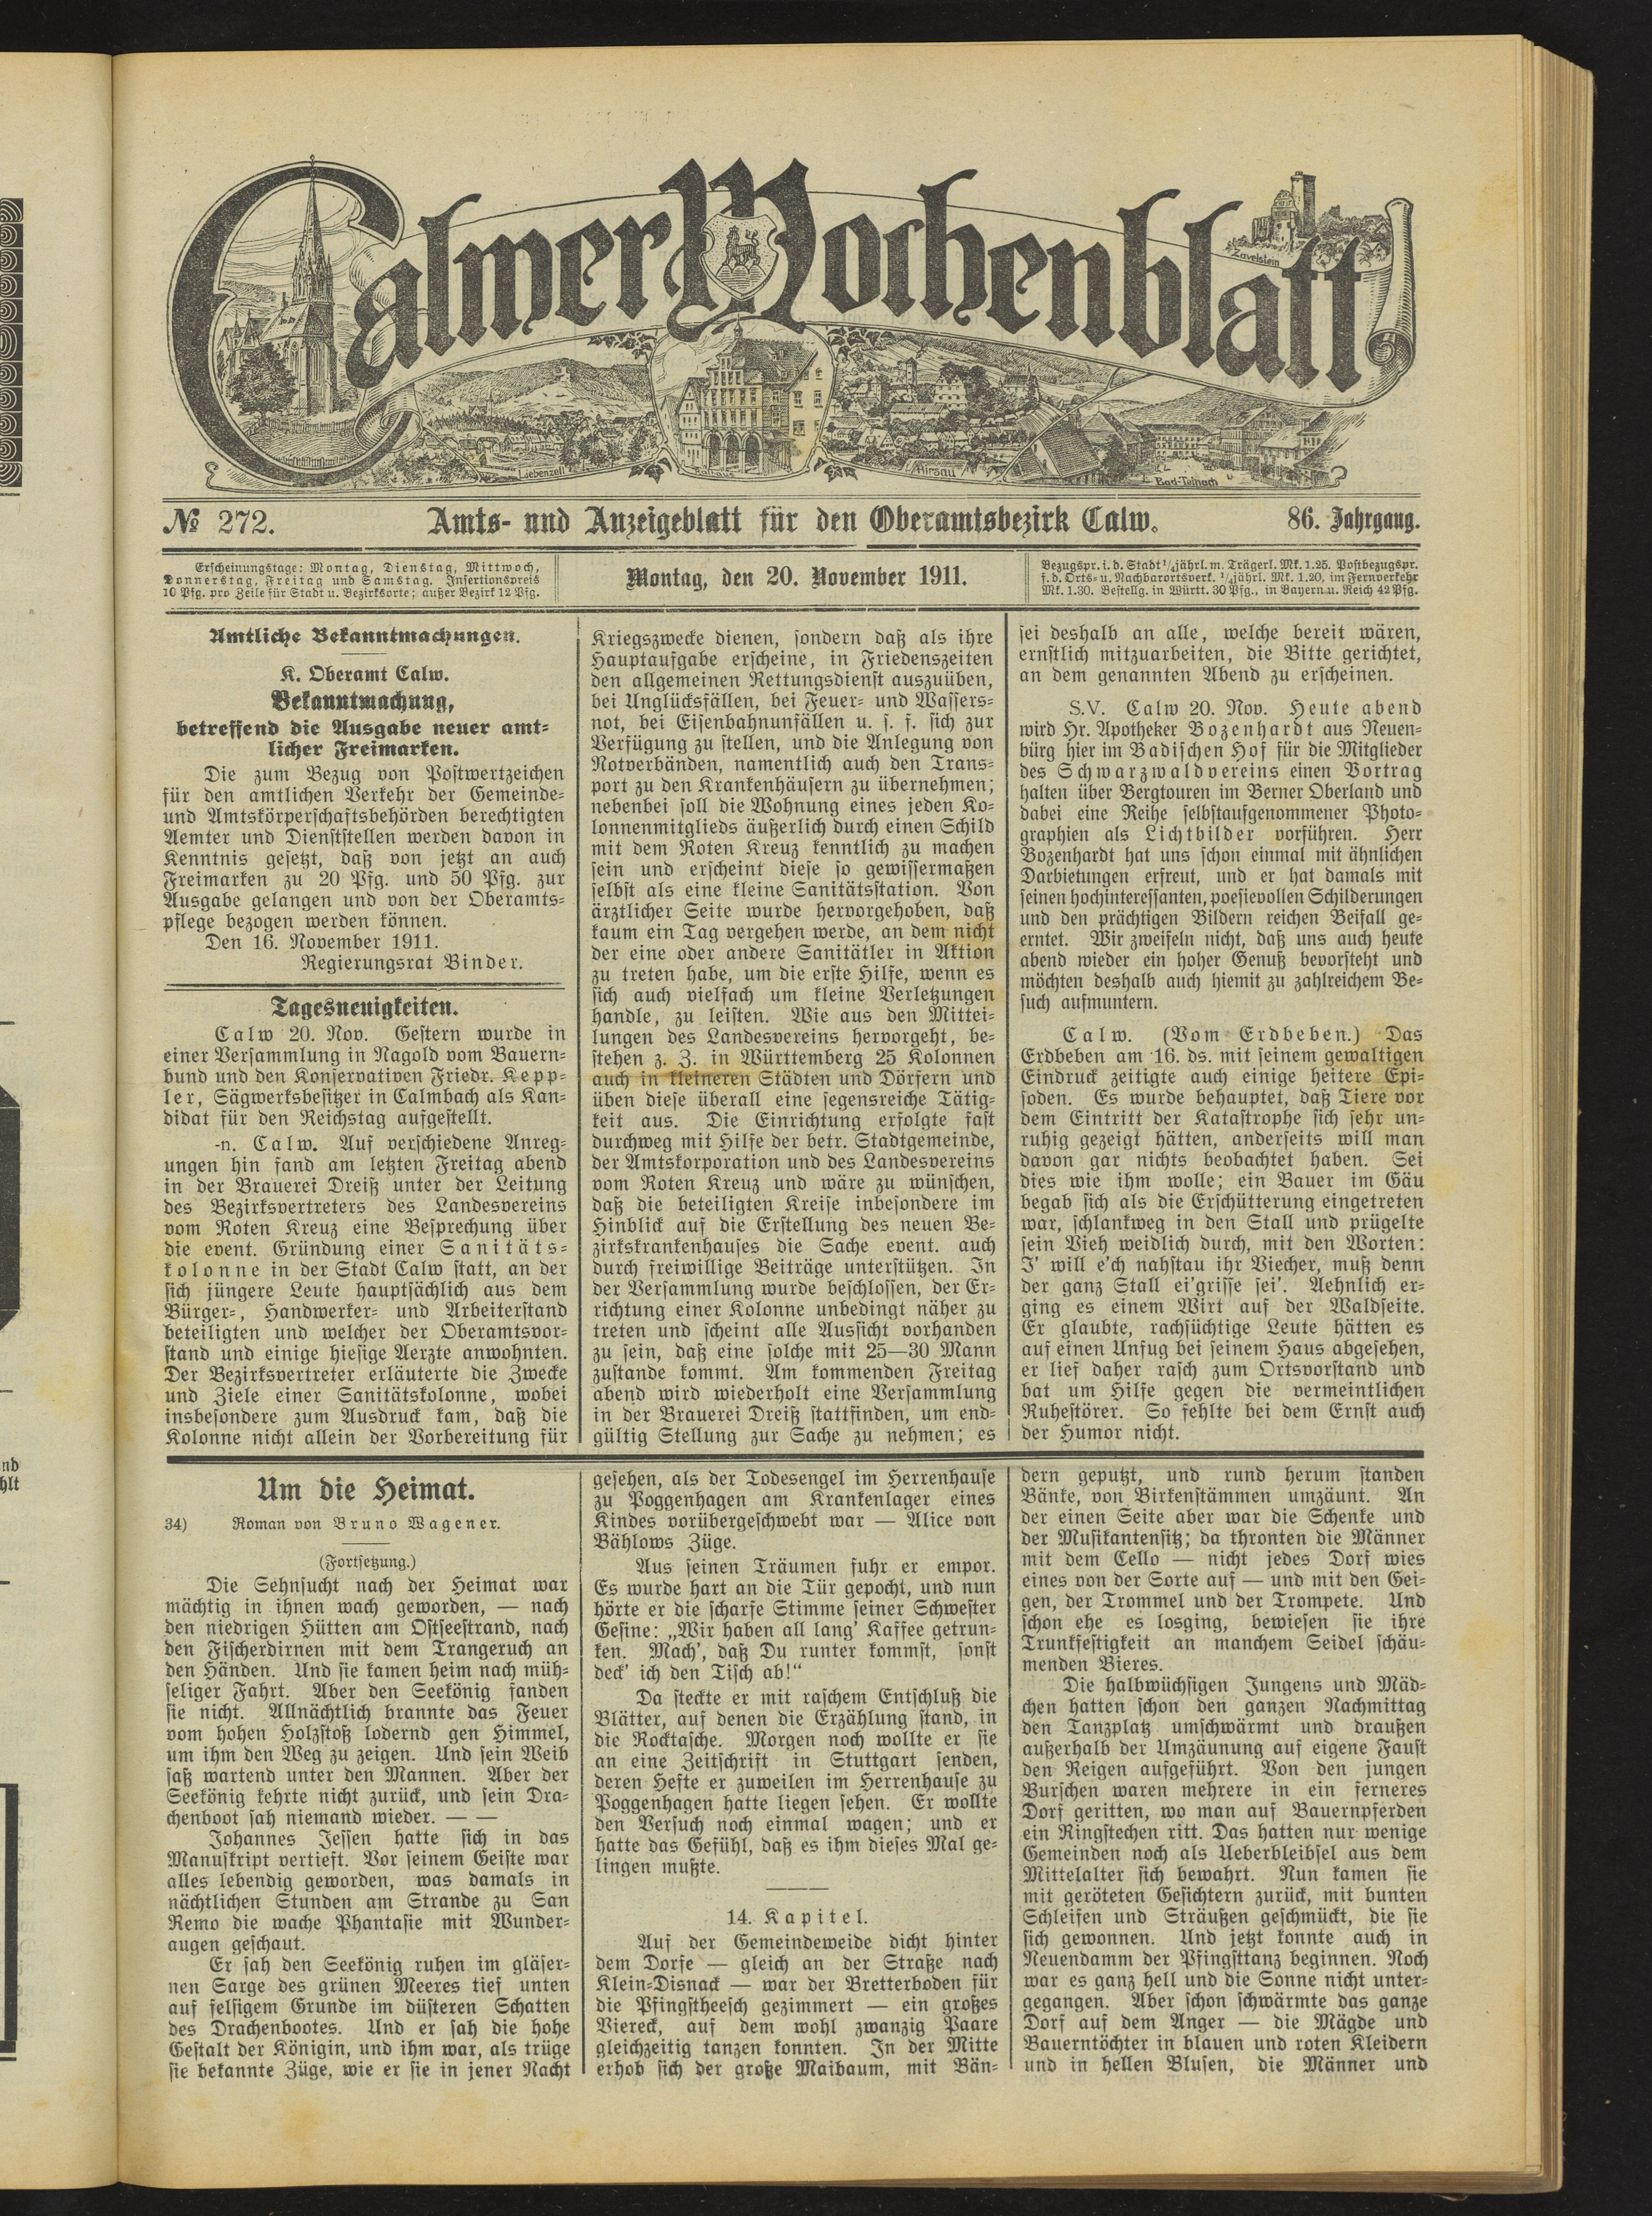 Calwer Wochenblatt
Zavelstein
Liebenzell
Hirsau
Bad-Teinach
№ 272.
Amts- und Anzeigeblatt für den Oberamtsbezirk Calw.
86. Jahrgang.
Erscheinungstage: Montag, Dienstag, Mittwoch,
Donnerstag, Freitag und Samstag. Insertionspreis
10 Pfg. pro Zeile für Stadt u. Bezirksorte; außer Bezirk 12 Pfg.
Montag, den 20. November 1911.
Bezugspr. i. d. Stadt ¼jährl. m. Trägerl. Mk. 1.25. Postbezugspr.
f. d. Orts- u. Nachbarortsverk. ¼jährl. Mk. 1.20, im Fernverkehr
Mk. 1.30. Bestellg. in Württ. 30 Pfg., in Bayern u. Reich 42 Pfg.
Amtliche Bekanntmachungen.
K. Oberamt Calw.
Bekanntmachung,
betreffend die Ausgabe neuer amt-
licher Freimarken.
Die zum Bezug von Postwertzeichen
für den amtlichen Verkehr der Gemeinde-
und Amtskörperschaftsbehörden berechtigten
Aemter und Dienststellen werden davon in
Kenntnis gesetzt, daß von jetzt an auch
Freimarken zu 20 Pfg. und 50 Pfg. zur
Ausgabe gelangen und von der Oberamts-
pflege bezogen werden können.
Den 16. November 1911.
Regierungsrat Binder.
Tagesneuigkeiten.
Calw 20. Nov. Gestern wurde in
einer Versammlung in Nagold vom Bauern-
bund und den Konservativen Friedr. Kepp-
ler, Sägwerksbesitzer in Calmbach als Kan-
didat für den Reichstag aufgestellt.
-n. Calw. Auf verschiedene Anreg-
ungen hin fand am letzten Freitag abend
in der Brauerei Dreiß unter der Leitung
des Bezirksvertreters des Landesvereins
vom Roten Kreuz eine Besprechung über
die event. Gründung einer Sanitäts-
kolonne in der Stadt Calw statt, an der
sich jüngere Leute hauptsächlich aus dem
Bürger-, Handwerker- und Arbeiterstand
beteiligten und welcher der Oberamtsvor-
stand und einige hiesige Aerzte anwohnten.
Der Bezirksvertreter erläuterte die Zwecke
und Ziele einer Sanitätskolonne, wobei
insbesondere zum Ausdruck kam, daß die
Kolonne nicht allein der Vorbereitung für
Kriegszwecke dienen, sondern daß als ihre
Hauptaufgabe erscheine, in Friedenszeiten
den allgemeinen Rettungsdienst auszuüben,
bei Unglücksfällen, bei Feuer- und Wassers-
not, bei Eisenbahnunfällen u. s. f. sich zur
Verfügung zu stellen, und die Anlegung von
Notverbänden, namentlich auch den Trans-
port zu den Krankenhäusern zu übernehmen;
nebenbei soll die Wohnung eines jeden Ko-
lonnenmitglieds äußerlich durch einen Schild
mit dem Roten Kreuz kenntlich zu machen
sein und erscheint diese so gewissermaßen
selbst als eine kleine Sanitätsstation. Von
ärztlicher Seite wurde hervorgehoben, daß
kaum ein Tag vergehen werde, an dem nicht
der eine oder andere Sanitätler in Aktion
zu treten habe, um die erste Hilfe, wenn es
sich auch vielfach um kleine Verletzungen
handle, zu leisten. Wie aus den Mittei-
lungen des Landesvereins hervorgeht, be-
stehen z. Z. in Württemberg 25 Kolonnen
auch in kleineren Städten und Dörfern und
üben diese überall eine segensreiche Tätig-
keit aus. Die Einrichtung erfolgte fast
durchweg mit Hilfe der betr. Stadtgemeinde,
der Amtskorporation und des Landesvereins
vom Roten Kreuz und wäre zu wünschen,
daß die beteiligten Kreise inbesondere im
Hinblick auf die Erstellung des neuen Be-
zirkskrankenhauses die Sache event. auch
durch freiwillige Beiträge unterstützen. In
der Versammlung wurde beschlossen, der Er-
richtung einer Kolonne unbedingt näher zu
treten und scheint alle Aussicht vorhanden
zu sein, daß eine solche mit 25—30 Mann
zustande kommt. Am kommenden Freitag
abend wird wiederholt eine Versammlung
in der Brauerei Dreiß stattfinden, um end-
gültig Stellung zur Sache zu nehmen; es
sei deshalb an alle, welche bereit wären,
ernstlich mitzuarbeiten, die Bitte gerichtet,
an dem genannten Abend zu erscheinen.
S.V. Calw 20. Nov. Heute abend
wird Hr. Apotheker Bozenhardt aus Neuen-
bürg hier im Badischen Hof für die Mitglieder
des Schwarzwaldvereins einen Vortrag
halten über Bergtouren im Berner Oberland und
dabei eine Reihe selbstaufgenommener Photo-
graphien als Lichtbilder vorführen. Herr
Bozenhardt hat uns schon einmal mit ähnlichen
Darbietungen erfreut, und er hat damals mit
seinen hochinteressanten, poesievollen Schilderungen
und den prächtigen Bildern reichen Beifall ge-
erntet. Wir zweifeln nicht, daß uns auch heute
abend wieder ein hoher Genuß bevorsteht und
möchten deshalb auch hiemit zu zahlreichem Be-
such aufmuntern.
Calw. (Vom Erdbeben.) Das
Erdbeben am 16. ds. mit seinem gewaltigen
Eindruck zeitigte auch einige heitere Epi-
soden. Es wurde behauptet, daß Tiere vor
dem Eintritt der Katastrophe sich sehr un-
ruhig gezeigt hätten, anderseits will man
davon gar nichts beobachtet haben. Sei
dies wie ihm wolle; ein Bauer im Gäu
begab sich als die Erschütterung eingetreten
war, schlankweg in den Stall und prügelte
sein Vieh weidlich durch, mit den Worten:
J' will e'ch nahstau ihr Viecher, muß denn
der ganz Stall ei'grisse sei'. Aehnlich er-
ging es einem Wirt auf der Waldseite.
Er glaubte, rachsüchtige Leute hätten es
auf einen Unfug bei seinem Haus abgesehen,
er lief daher rasch zum Ortsvorstand und
bat um Hilfe gegen die vermeintlichen
Ruhestörer. So fehlte bei dem Ernst auch
der Humor nicht.
Um die Heimat.
34) Roman von Bruno Wagener.
(Fortsetzung.)
Die Sehnsucht nach der Heimat war
mächtig in ihnen wach geworden, — nach
den niedrigen Hütten am Ostseestrand, nach
den Fischerdirnen mit dem Trangeruch an
den Händen. Und sie kamen heim nach müh-
seliger Fahrt. Aber den Seekönig fanden
sie nicht. Allnächtlich brannte das Feuer
vom hohen Holzstoß lodernd gen Himmel,
um ihm den Weg zu zeigen. Und sein Weib
saß wartend unter den Mannen. Aber der
Seekönig kehrte nicht zurück, und sein Dra-
chenboot sah niemand wieder. — —
Johannes Jessen hatte sich in das
Manuskript vertieft. Vor seinem Geiste war
alles lebendig geworden, was damals in
nächtlichen Stunden am Strande zu San
Remo die wache Phantasie mit Wunder-
augen geschaut.
Er sah den Seekönig ruhen im gläser-
nen Sarge des grünen Meeres tief unten
auf felsigem Grunde im düsteren Schatten
des Drachenbootes. Und er sah die hohe
Gestalt der Königin, und ihm war, als trüge
sie bekannte Züge, wie er sie in jener Nacht
gesehen, als der Todesengel im Herrenhause
zu Poggenhagen am Krankenlager eines
Kindes vorübergeschwebt war — Alice von
Bählows Züge.
Aus seinen Träumen fuhr er empor.
Es wurde hart an die Tür gepocht, und nun
hörte er die scharfe Stimme seiner Schwester
Gesine: „Wir haben all lang' Kaffee getrun-
ken. Mach', daß Du runter kommst, sonst
deck' ich den Tisch ab!“
Da steckte er mit raschem Entschluß die
Blätter, auf denen die Erzählung stand, in
die Rocktasche. Morgen noch wollte er sie
an eine Zeitschrift in Stuttgart senden,
deren Hefte er zuweilen im Herrenhause zu
Poggenhagen hatte liegen sehen. Er wollte
den Versuch noch einmal wagen; und er
hatte das Gefühl, daß es ihm dieses Mal ge-
lingen mußte.
14. Kapitel.
Auf der Gemeindeweide dicht hinter
dem Dorfe — gleich an der Straße nach
Klein-Disnack — war der Bretterboden für
die Pfingstheesch gezimmert — ein großes
Viereck, auf dem wohl zwanzig Paare
gleichzeitig tanzen konnten. In der Mitte
erhob sich der große Maibaum, mit Bän-
dern geputzt, und rund herum standen
Bänke, von Birkenstämmen umzäunt. An
der einen Seite aber war die Schenke und
der Musikantensitz; da thronten die Männer
mit dem Cello — nicht jedes Dorf wies
eines von der Sorte auf — und mit den Gei-
gen, der Trommel und der Trompete. Und
schon ehe es losging, bewiesen sie ihre
Trunkfestigkeit an manchem Seidel schäu-
menden Bieres.
Die halbwüchsigen Jungens und Mäd-
chen hatten schon den ganzen Nachmittag
den Tanzplatz umschwärmt und draußen
außerhalb der Umzäunung auf eigene Faust
den Reigen aufgeführt. Von den jungen
Burschen waren mehrere in ein ferneres
Dorf geritten, wo man auf Bauernpferden
ein Ringstechen ritt. Das hatten nur wenige
Gemeinden noch als Ueberbleibsel aus dem
Mittelalter sich bewahrt. Nun kamen sie
mit geröteten Gesichtern zurück, mit bunten
Schleifen und Sträußen geschmückt, die sie
sich gewonnen. Und jetzt konnte auch in
Neuendamm der Pfingsttanz beginnen. Noch
war es ganz hell und die Sonne nicht unter-
gegangen. Aber schon schwärmte das ganze
Dorf auf dem Anger — die Mägde und
Bauerntöchter in blauen und roten Kleidern
und in hellen Blusen, die Männer und